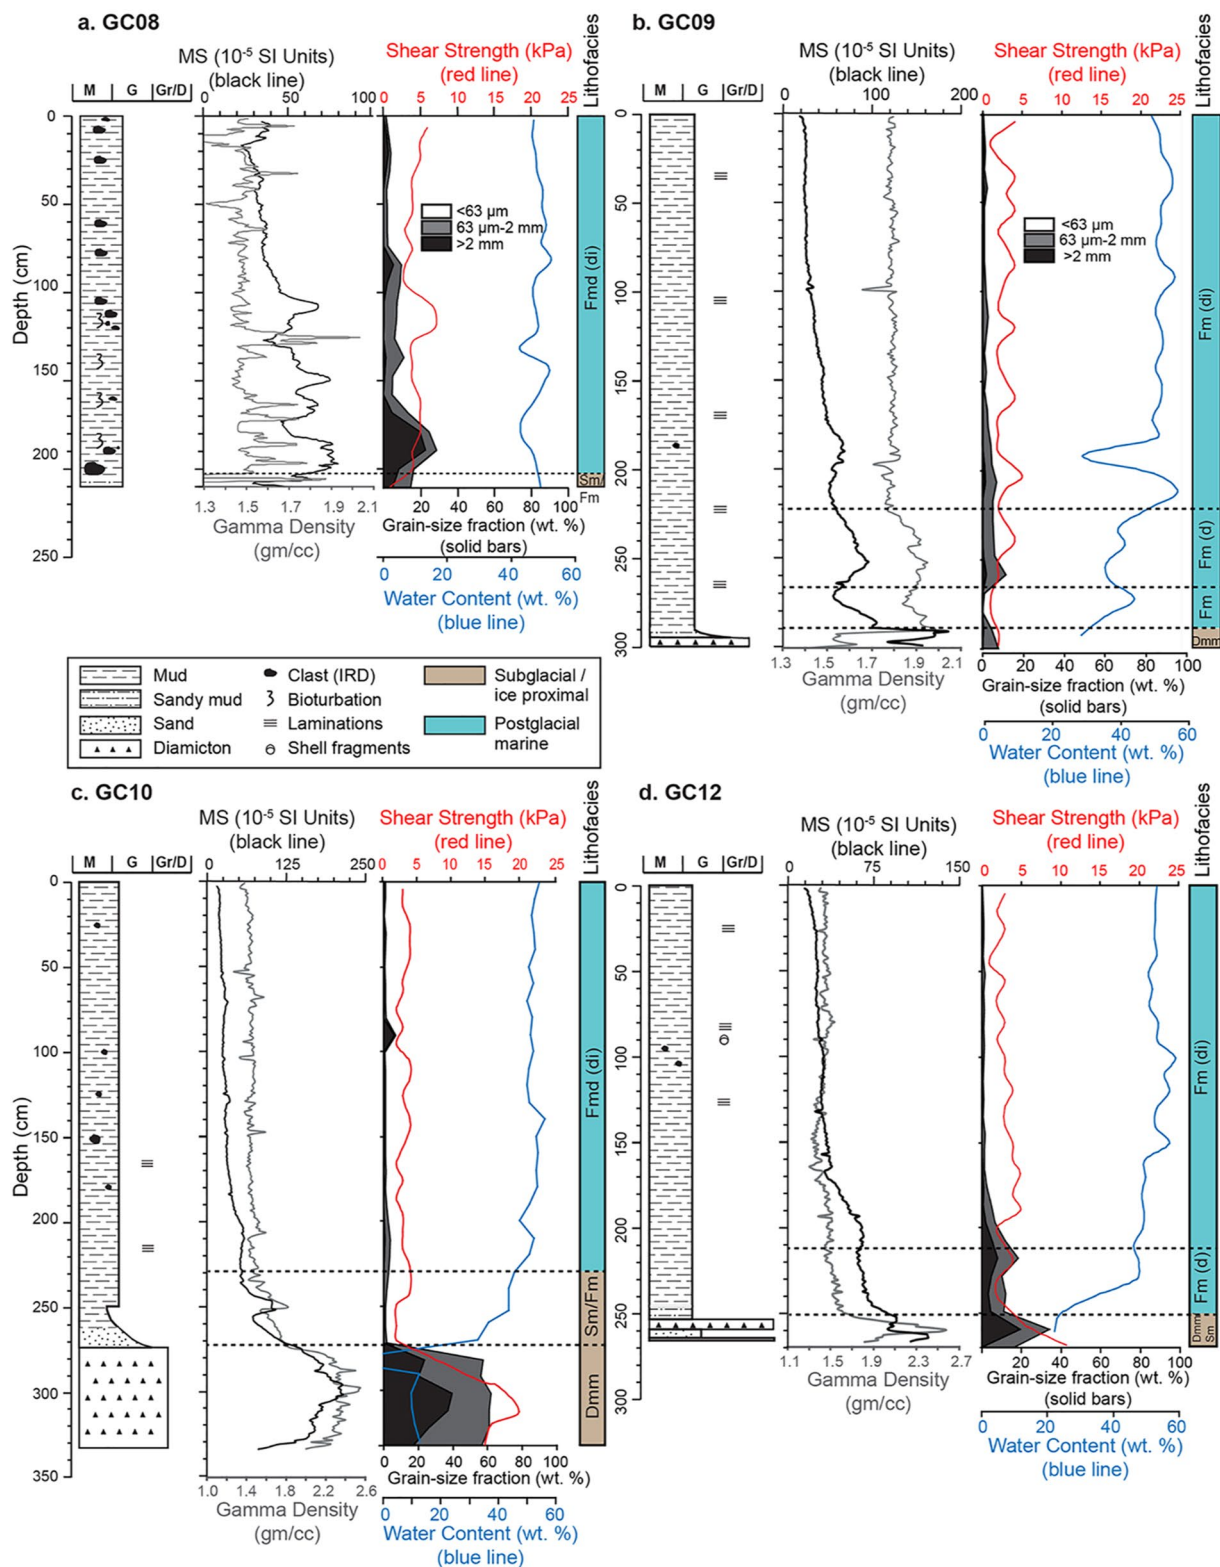 a. GC08
MS (10⁻⁵ SI Units)
(black line)
Shear Strength (kPa)
(red line)
Lithofacies
M G Gr/D
0 50 100
0 5 10 15 20 25
Depth (cm)
0
50
100
150
200
250
<63 µm
63 µm-2 mm
>2 mm
Fmd (di)
Sm/
Fm
1.3 1.5 1.7 1.9 2.1
Gamma Density
(gm/cc)
20 40 60 80 100
Grain-size fraction (wt. %)
(solid bars)
0 20 40 60
Water Content (wt. %)
(blue line)
b. GC09
MS (10⁻⁵ SI Units)
(black line)
Shear Strength (kPa)
(red line)
Lithofacies
M G Gr/D
0 100 200
0 5 10 15 20 25
0
50
100
150
200
250
300
<63 µm
63 µm-2 mm
>2 mm
Fm (di)
Fm (d)
Fm
Dmm
1.3 1.5 1.7 1.9 2.1
Gamma Density
(gm/cc)
0 20 40 60 80 100
Grain-size fraction (wt. %)
(solid bars)
0 20 40 60
Water Content (wt. %)
(blue line)
Mud
Sandy mud
Sand
Diamicton
Clast (IRD)
Bioturbation
Laminations
Shell fragments
Subglacial /
ice proximal
Postglacial
marine
c. GC10
MS (10⁻⁵ SI Units)
(black line)
Shear Strength (kPa)
(red line)
Lithofacies
M G Gr/D
0 125 250
0 5 10 15 20 25
Depth (cm)
0
50
100
150
200
250
300
350
Fmd (di)
Sm/Fm
Dmm
1.0 1.4 1.8 2.2 2.6
Gamma Density
(gm/cc)
0 20 40 60 80 100
Grain-size fraction (wt. %)
0 20 40 60
Water Content (wt. %)
(blue line)
d. GC12
MS (10⁻⁵ SI Units)
(black line)
Shear Strength (kPa)
(red line)
Lithofacies
M G Gr/D
0 75 150
0 5 10 15 20 25
0
50
100
150
200
250
300
Fm (di)
Fm (d)
Dmm
Sm
1.1 1.5 1.9 2.3 2.7
Gamma Density
(gm/cc)
20 40 60 80 100
Grain-size fraction (wt. %)
(solid bars)
0 20 40 60
Water Content (wt. %)
(blue line)